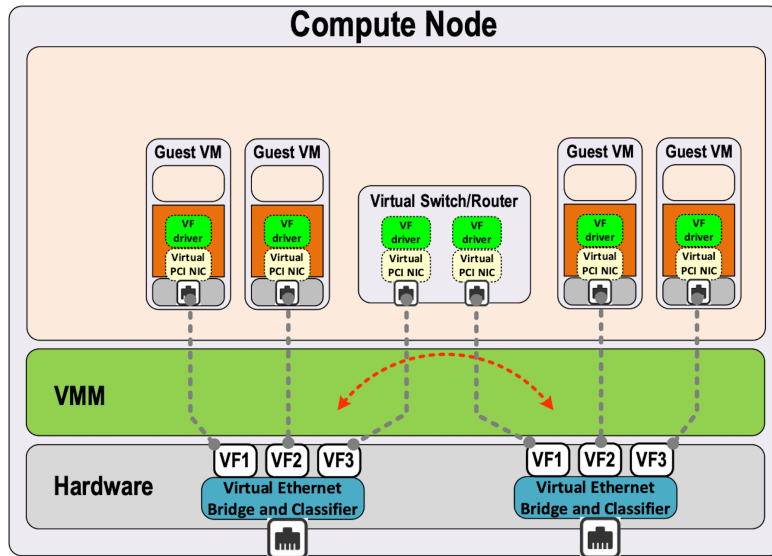 Compute Node
Guest VM
Guest VM
Guest VM
Guest VM
Virtual Switch/Router
VF
driver
Virtual
PCI NIC
VF
driver
Virtual
PCI NIC
VF
driver
Virtual
PCI NIC
VF
driver
Virtual
PCI NIC
VF
driver
Virtual
PCI NIC
VF
driver
Virtual
PCI NIC
VMM
Hardware
VF1
VF2
VF3
Virtual Ethernet
Bridge and Classifier
VF1
VF2
VF3
Virtual Ethernet
Bridge and Classifier